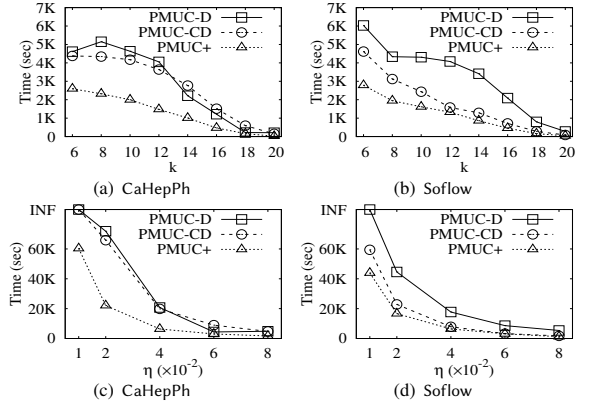 PMUC-D
PMUC-CD
PMUC+
Time (sec)
7K
6K
5K
4K
3K
2K
1K
0
6 8 10 12 14 16 18 20
k
(a) CaHepPh
PMUC-D
PMUC-CD
PMUC+
Time (sec)
7K
6K
5K
4K
3K
2K
1K
0
6 8 10 12 14 16 18 20
k
(b) Soflow
PMUC-D
PMUC-CD
PMUC+
Time (sec)
INF
60K
40K
20K
0
1 2 4 6 8
η (×10⁻²)
(c) CaHepPh
PMUC-D
PMUC-CD
PMUC+
Time (sec)
INF
60K
40K
20K
0
1 2 4 6 8
η (×10⁻²)
(d) Soflow